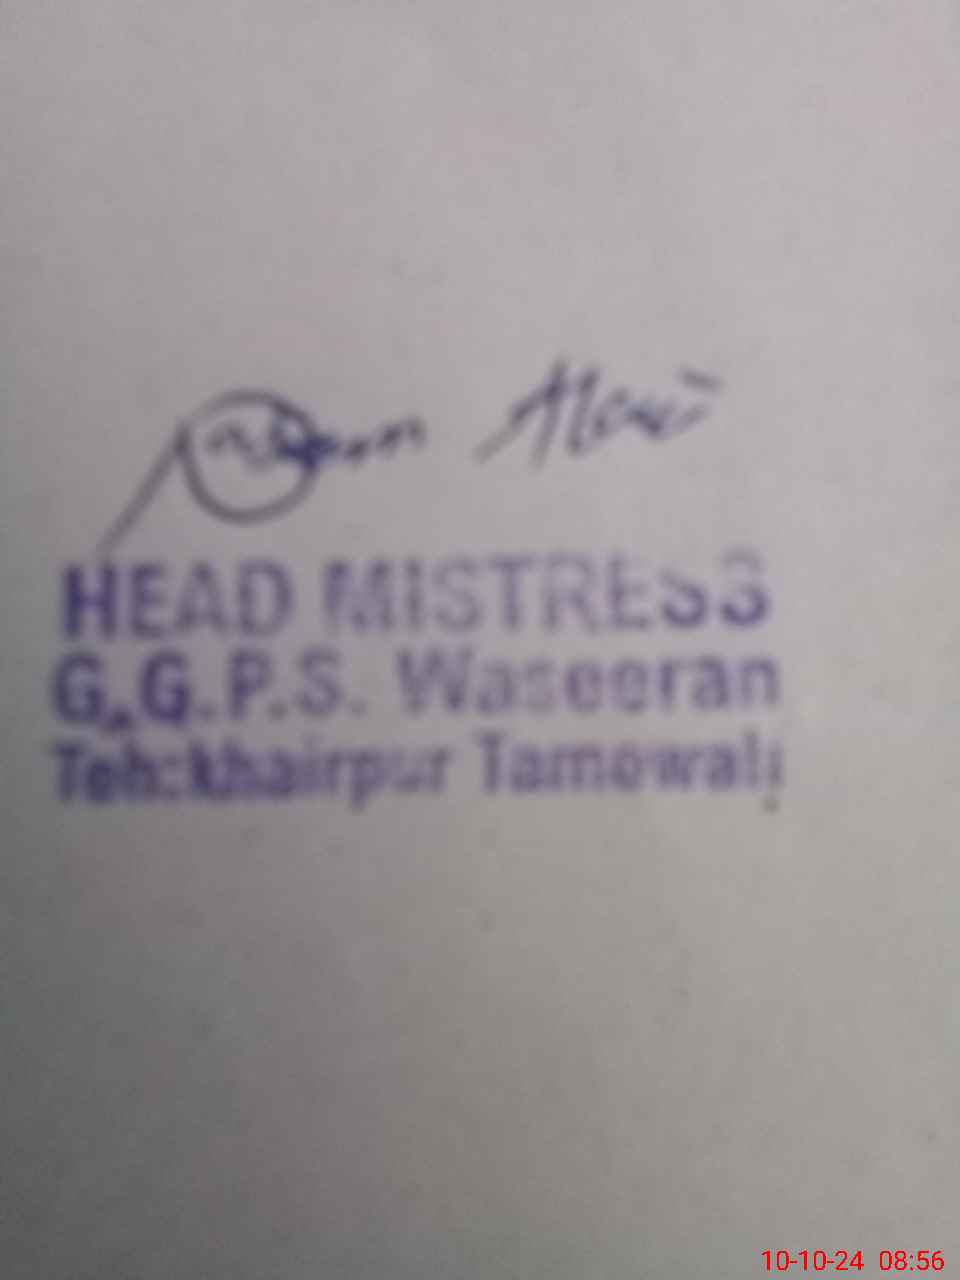 HEAD MISTRESS
G.G.P.S. Waseeran
Teh:khairpur Tamewali
10-10-24 08:56